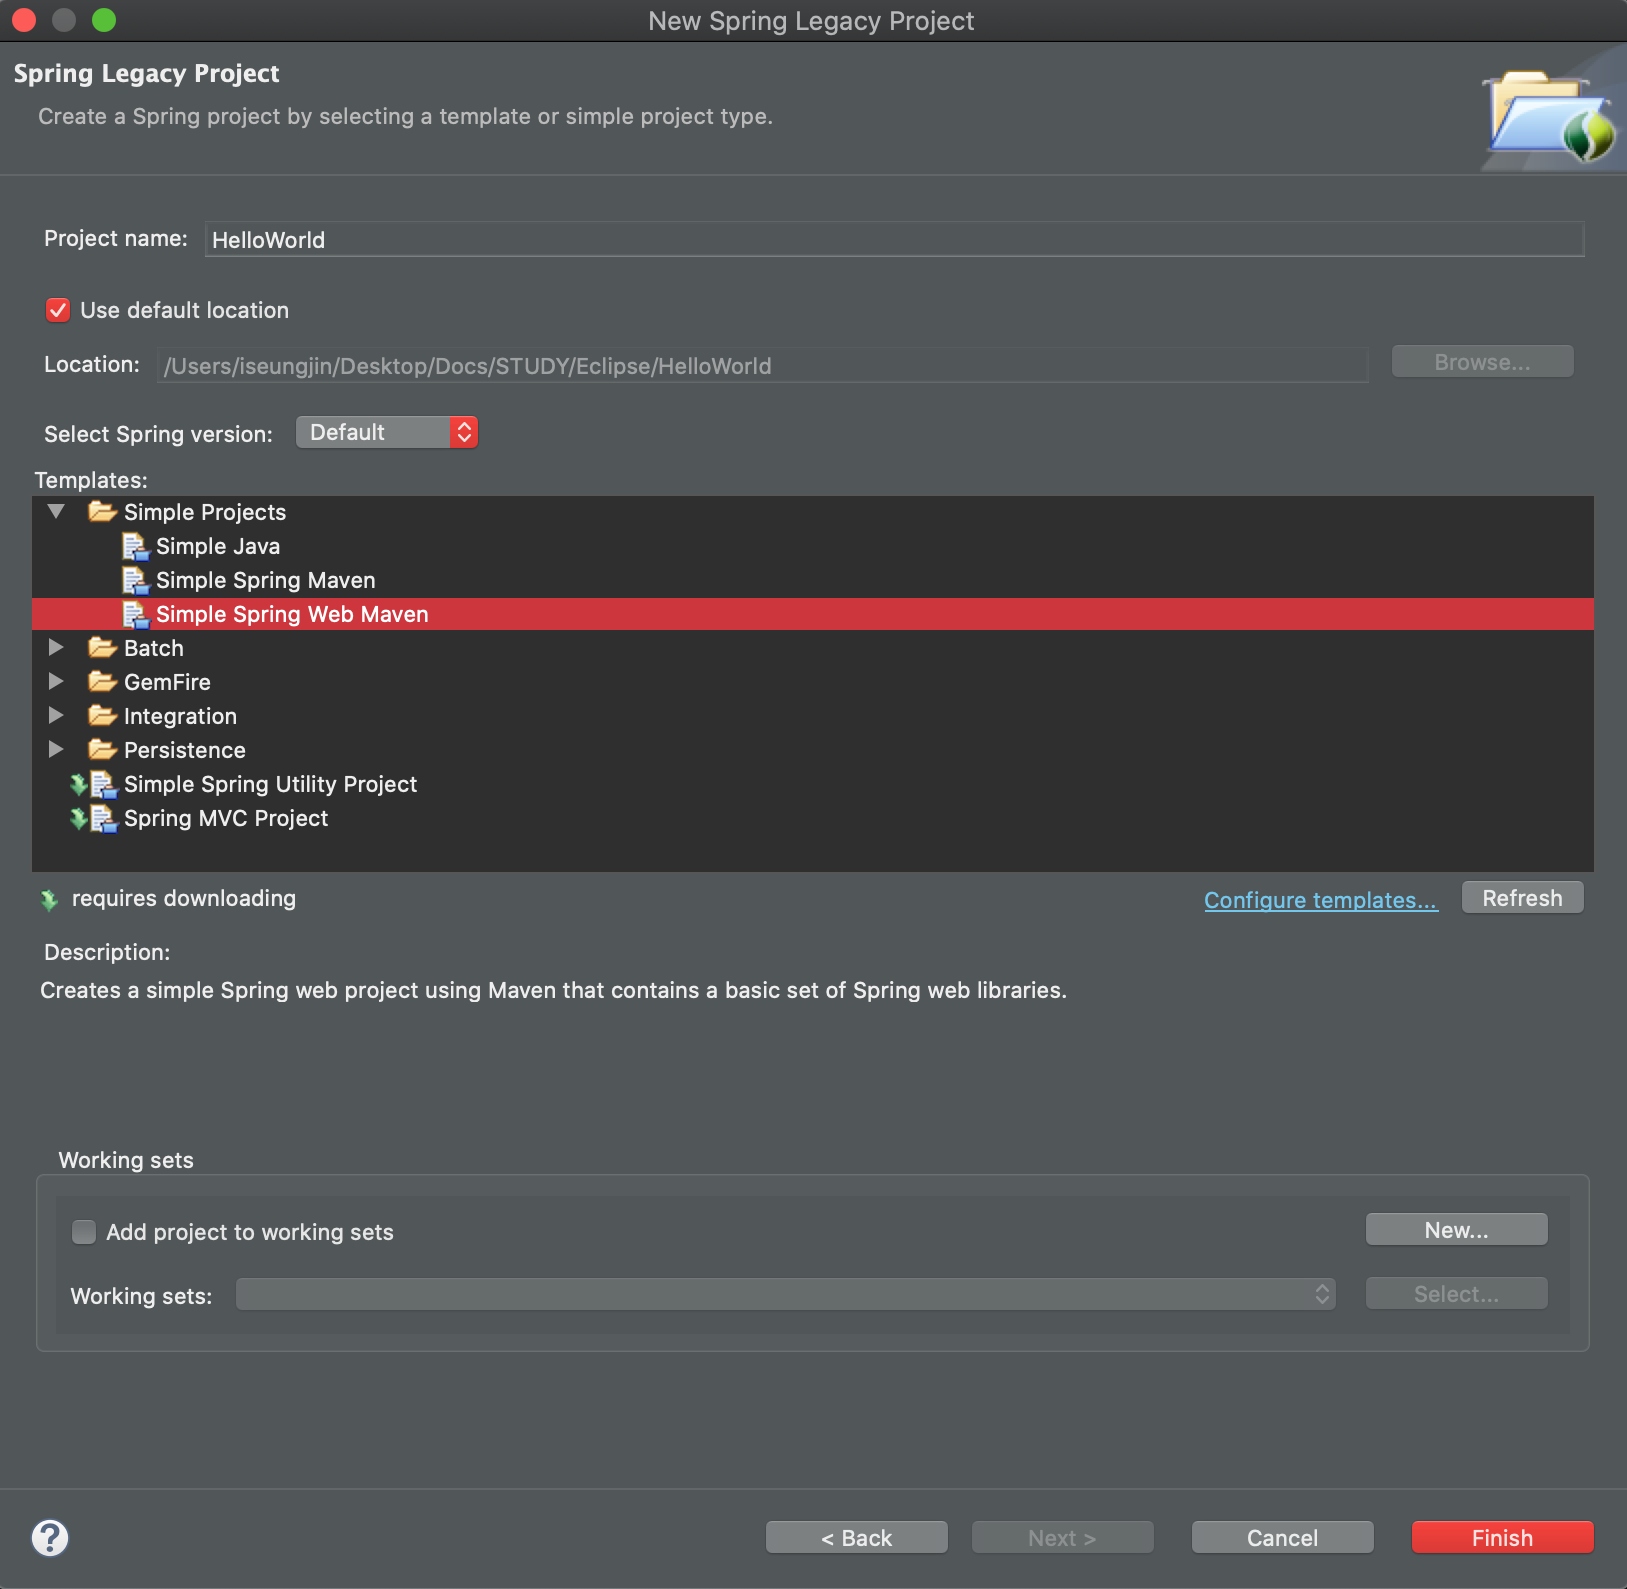 New Spring Legacy Project
Spring Legacy Project
Create a Spring project by selecting a template or simple project type.
Project name: HelloWorld
Use default location
Location: /Users/iseungjin/Desktop/Docs/STUDY/Eclipse/HelloWorld Browse...
Select Spring version: Default
Templates:
Simple Projects
Simple Java
Simple Spring Maven
Simple Spring Web Maven
Batch
GemFire
Integration
Persistence
Simple Spring Utility Project
Spring MVC Project
requires downloading Configure templates... Refresh
Description:
Creates a simple Spring web project using Maven that contains a basic set of Spring web libraries.
Working sets
Add project to working sets New...
Working sets: Select...
? < Back Next > Cancel Finish